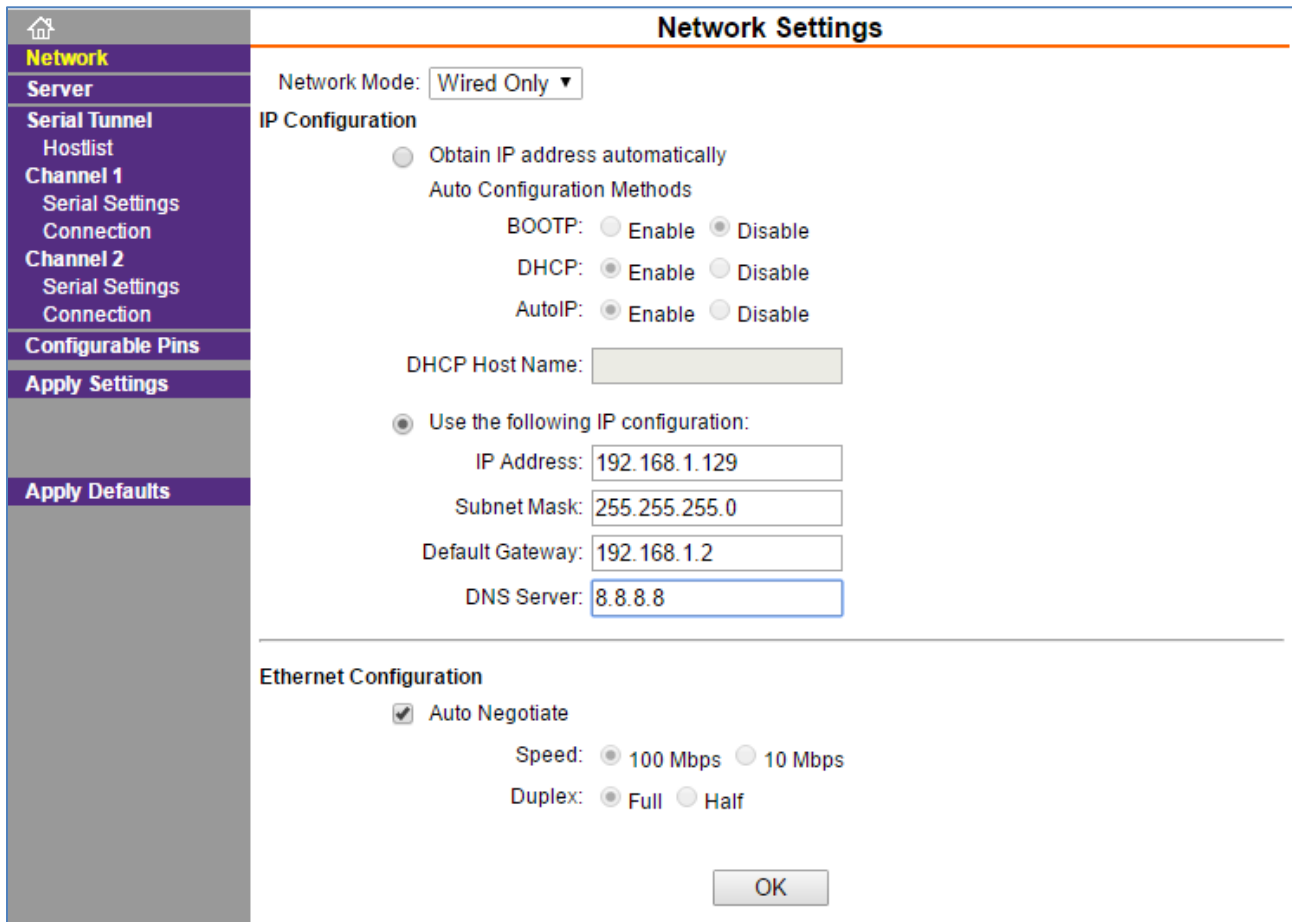 Network
Server
Serial Tunnel
Hostlist
Channel 1
Serial Settings
Connection
Channel 2
Serial Settings
Connection
Configurable Pins
Apply Settings
Apply Defaults
Network Settings
Network Mode: Wired Only
IP Configuration
Obtain IP address automatically
Auto Configuration Methods
BOOTP: Enable Disable
DHCP: Enable Disable
AutoIP: Enable Disable
DHCP Host Name:
Use the following IP configuration:
IP Address: 192.168.1.129
Subnet Mask: 255.255.255.0
Default Gateway: 192.168.1.2
DNS Server: 8.8.8.8
Ethernet Configuration
Auto Negotiate
Speed: 100 Mbps 10 Mbps
Duplex: Full Half
OK